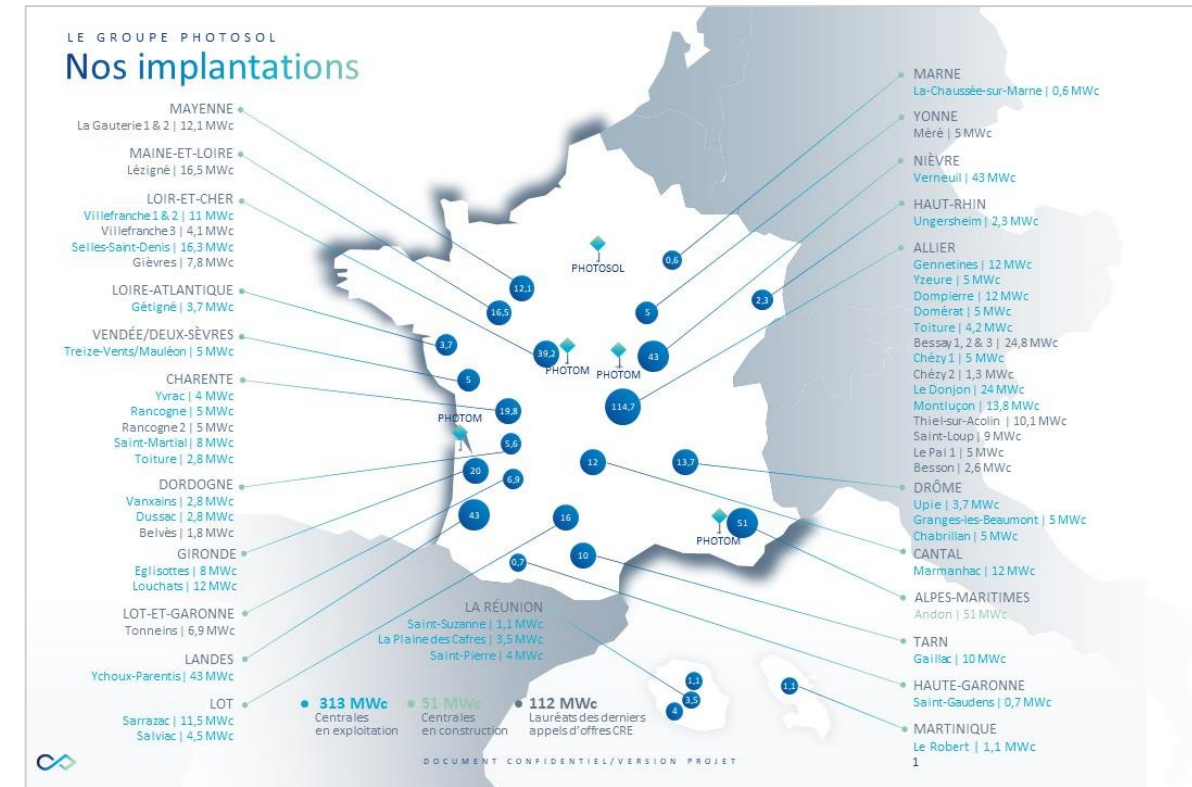 LE GROUPE PHOTOSOL
Nos implantations
MAYENNE
La Gauterie 1 & 2 | 12,1 MWc
MAINE-ET-LOIRE
Lézigné | 16,5 MWc
LOIR-ET-CHER
Villefranche 1 & 2 | 11 MWc
Villefranche 3 | 4,1 MWc
Selles-Saint-Denis | 16,3 MWc
Gièvres | 7,8 MWc
LOIRE-ATLANTIQUE
Gétigné | 3,7 MWc
VENDÉE/DEUX-SÈVRES
Treize-Vents/Mauléon | 5 MWc
CHARENTE
Yvrac | 4 MWc
Rancogne | 5 MWc
Rancogne 2 | 5 MWc
Saint-Martial | 8 MWc
Toiture | 2,8 MWc
DORDOGNE
Vanxains | 2,8 MWc
Dussac | 2,8 MWc
Belvès | 1,8 MWc
GIRONDE
Eglisottes | 8 MWc
Louchats | 12 MWc
LOT-ET-GARONNE
Tonneins | 6,9 MWc
LANDES
Ychoux-Parentis | 43 MWc
LOT
Sarrazac | 11,5 MWc
Salviac | 4,5 MWc
PHOTOSOL
0,6
12,1
16,5
5
2,3
3,7
39,2
PHOTOM
PHOTOM
43
5
114,7
19,8
PHOTOM
5,6
20
6,9
12
13,7
43
16
PHOTOM
51
0,7
10
LA RÉUNION
Saint-Suzanne | 1,1 MWc
La Plaine des Cafres | 3,5 MWc
Saint-Pierre | 4 MWc
1,1
3,5
4
1,1
MARNE
La-Chaussée-sur-Marne | 0,6 MWc
YONNE
Méré | 5 MWc
NIÈVRE
Verneuil | 43 MWc
HAUT-RHIN
Ungersheim | 2,3 MWc
ALLIER
Gennetines | 12 MWc
Yzeure | 5 MWc
Dompierre | 12 MWc
Domérat | 5 MWc
Toiture | 4,2 MWc
Bessay 1, 2 & 3 | 24,8 MWc
Chézy 1 | 5 MWc
Chézy 2 | 1,3 MWc
Le Donjon | 24 MWc
Montluçon | 13,8 MWc
Thiel-sur-Acolin | 10,1 MWc
Saint-Loup | 9 MWc
Le Pal 1 | 5 MWc
Besson | 2,6 MWc
DRÔME
Upie | 3,7 MWc
Granges-les-Beaumont | 5 MWc
Chabrillan | 5 MWc
CANTAL
Marmanhac | 12 MWc
ALPES-MARITIMES
Andon | 51 MWc
TARN
Gaillac | 10 MWc
HAUTE-GARONNE
Saint-Gaudens | 0,7 MWc
MARTINIQUE
Le Robert | 1,1 MWc
313 MWc
Centrales
en exploitation
51 MWc
Centrales
en construction
112 MWc
Lauréats des derniers
appels d'offres CRE
DOCUMENT CONFIDENTIEL/VERSION PROJET
1